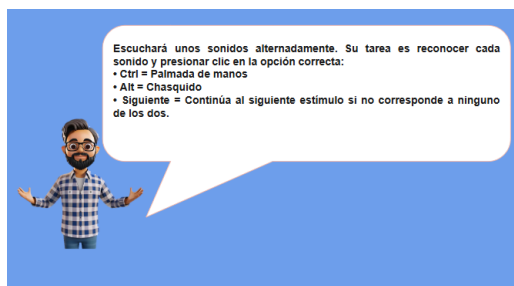 Escuchará unos sonidos alternadamente. Su tarea es reconocer cada
sonido y presionar clic en la opción correcta:
• Ctrl = Palmada de manos
• Alt = Chasquido
• Siguiente = Continúa al siguiente estímulo si no corresponde a ninguno
de los dos.